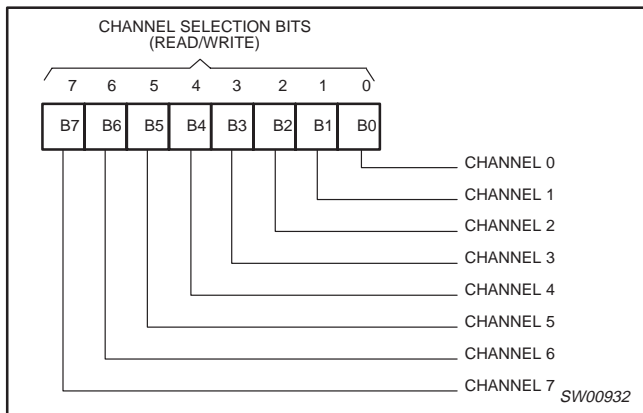 CHANNEL SELECTION BITS
(READ/WRITE)
7 6 5 4 3 2 1 0
B7 B6 B5 B4 B3 B2 B1 B0
CHANNEL 0
CHANNEL 1
CHANNEL 2
CHANNEL 3
CHANNEL 4
CHANNEL 5
CHANNEL 6
CHANNEL 7
SW00932